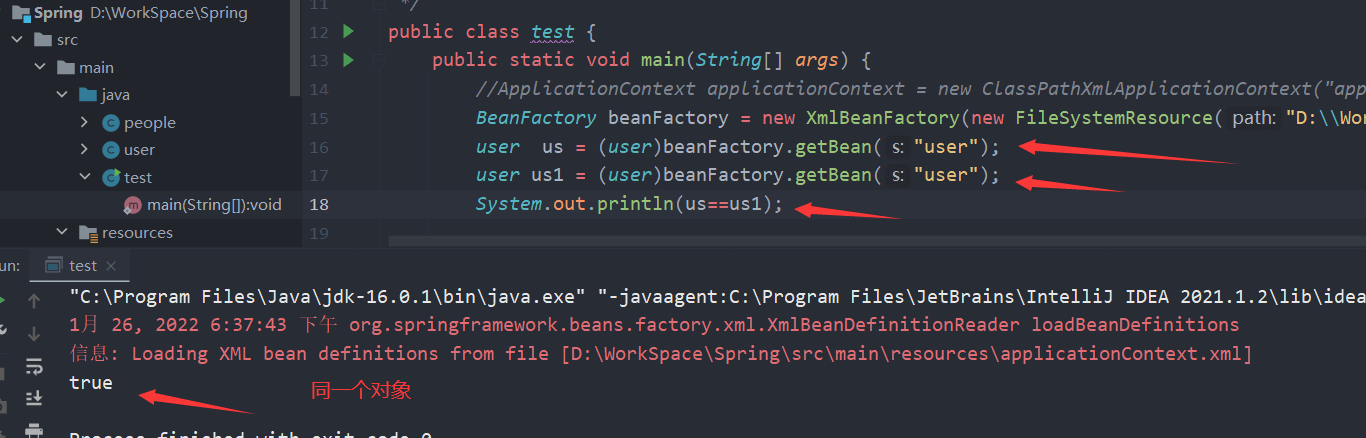 Spring D:\WorkSpace\Spring
src
main
java
people
user
test
main(String[]):void
resources
11 */
12 public class test {
13 public static void main(String[] args) {
14 //ApplicationContext applicationContext = new ClassPathXmlApplicationContext("app
15 BeanFactory beanFactory = new XmlBeanFactory(new FileSystemResource( path: "D:\\Wor
16 user us = (user)beanFactory.getBean( s: "user");
17 user us1 = (user)beanFactory.getBean( s: "user");
18 System.out.println(us==us1);
19
un: test
"C:\Program Files\Java\jdk-16.0.1\bin\java.exe" "-javaagent:C:\Program Files\JetBrains\IntelliJ IDEA 2021.1.2\lib\idea
1月 26, 2022 6:37:43 下午 org.springframework.beans.factory.xml.XmlBeanDefinitionReader loadBeanDefinitions
信息: Loading XML bean definitions from file [D:\WorkSpace\Spring\src\main\resources\applicationContext.xml]
true
同一个对象
Process finished with exit code 0